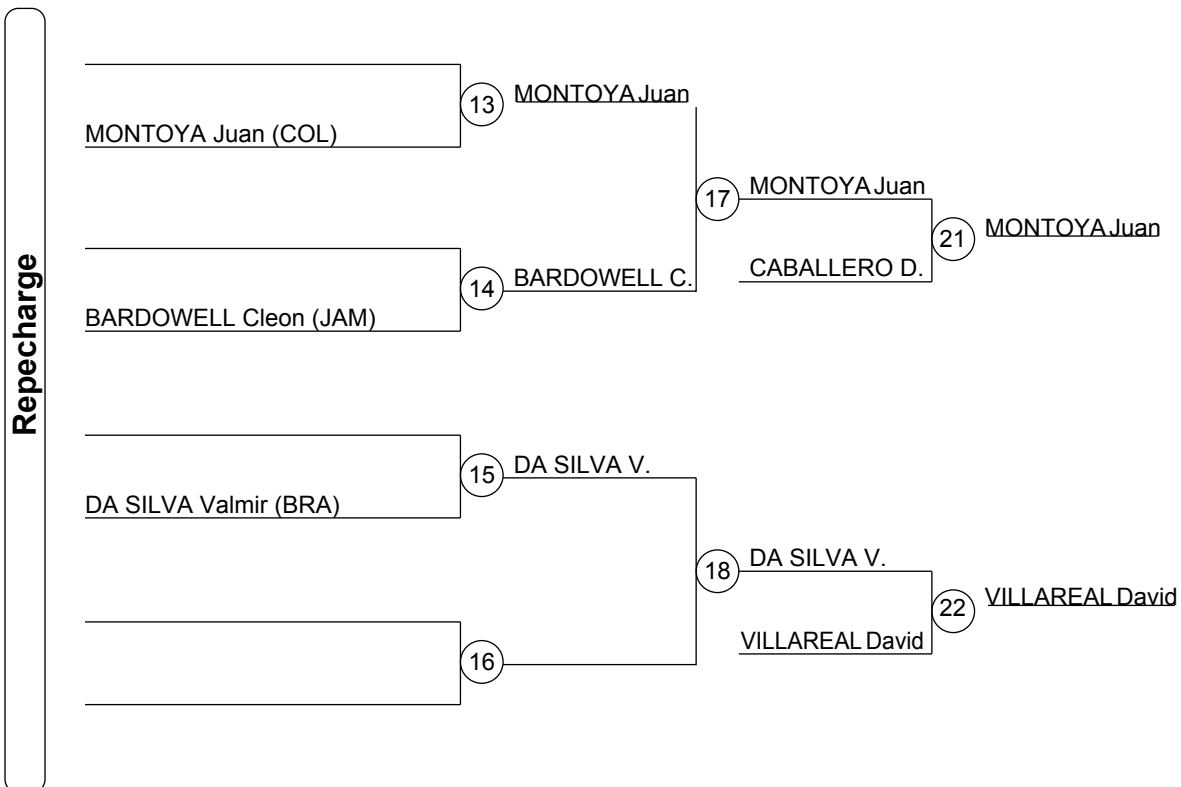 Repecharge
13
MONTOYA Juan
MONTOYA Juan (COL)
17
MONTOYA Juan
21
MONTOYA Juan
CABALLERO D.
14
BARDOWELL C.
BARDOWELL Cleon (JAM)
15
DA SILVA V.
DA SILVA Valmir (BRA)
18
DA SILVA V.
22
VILLAREAL David
VILLAREAL David
16